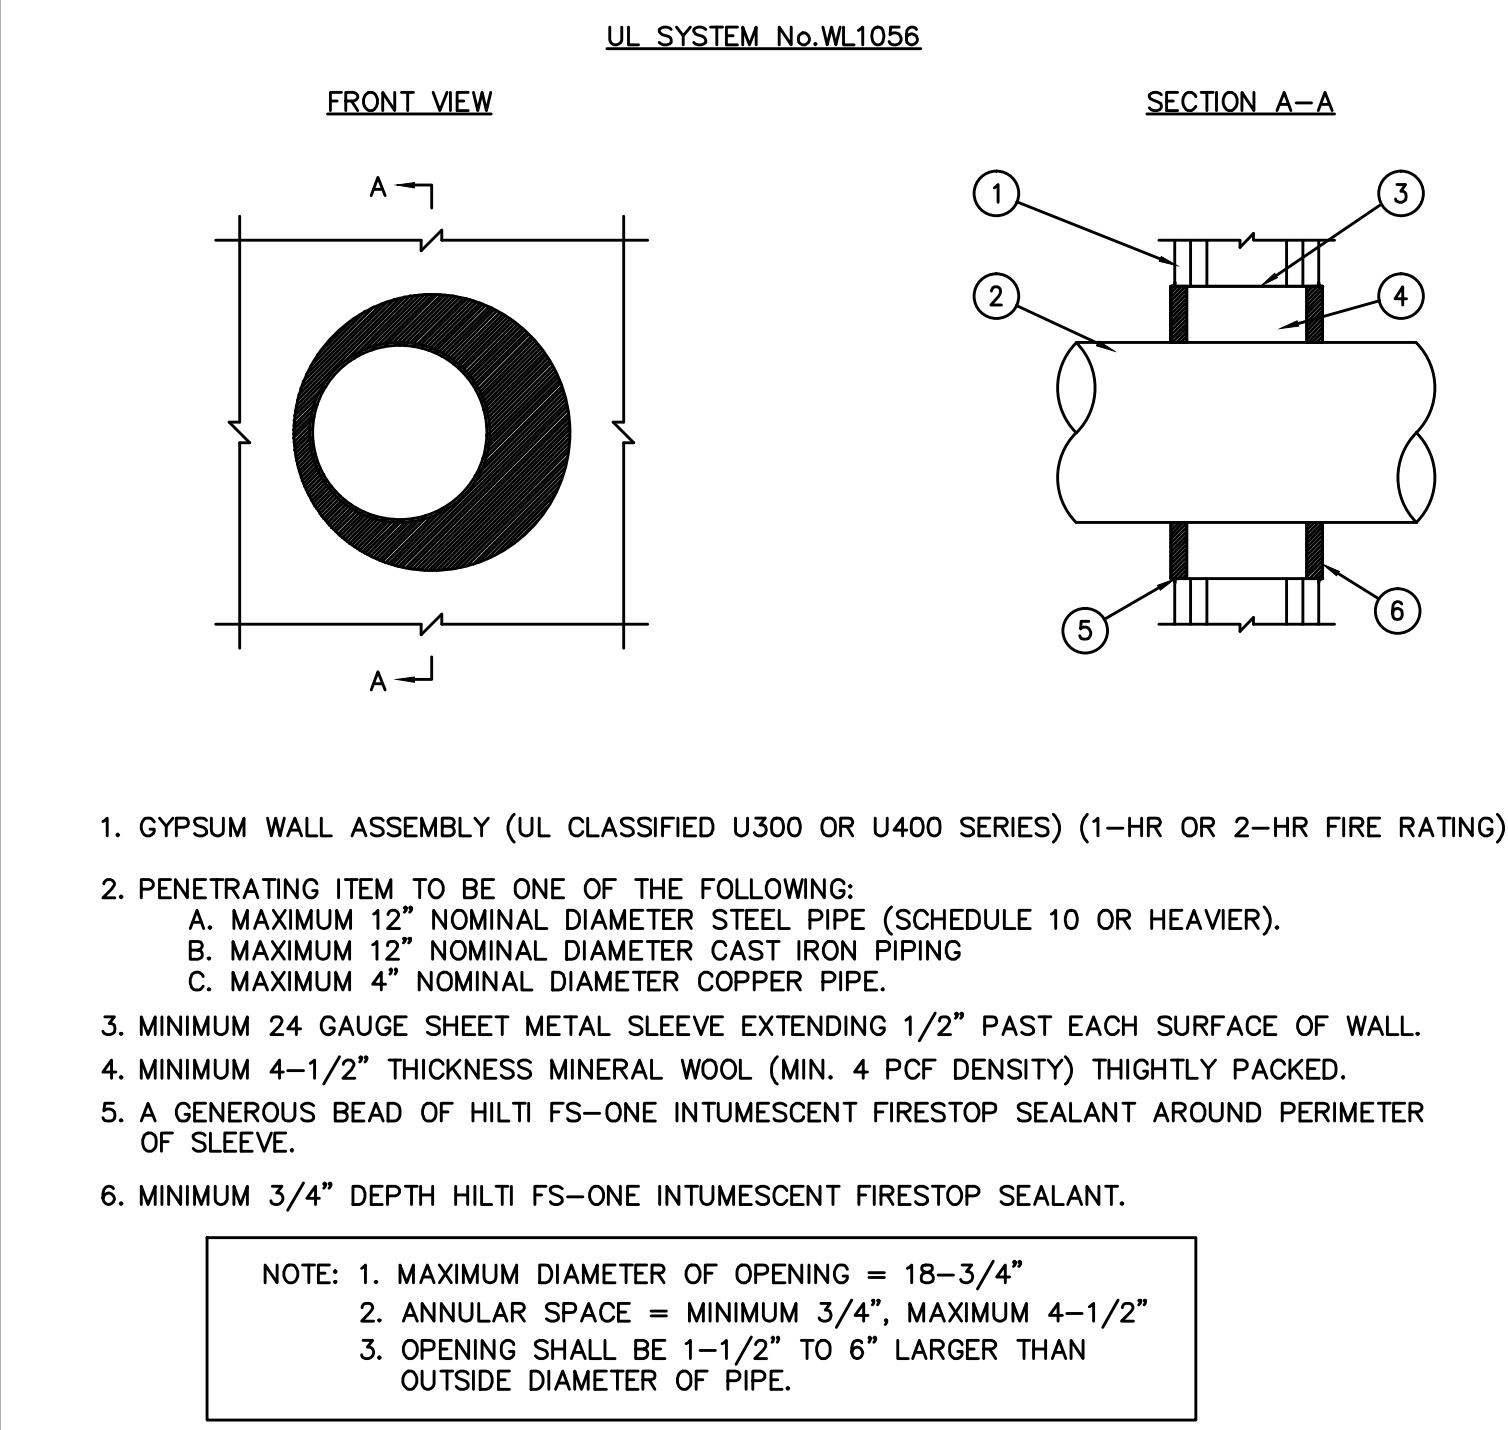 UL SYSTEM No.WL1056
FRONT VIEW
SECTION A-A
A
1
3
2
4
5
6
A
1. GYPSUM WALL ASSEMBLY (UL CLASSIFIED U300 OR U400 SERIES) (1-HR OR 2-HR FIRE RATING)
2. PENETRATING ITEM TO BE ONE OF THE FOLLOWING:
A. MAXIMUM 12" NOMINAL DIAMETER STEEL PIPE (SCHEDULE 10 OR HEAVIER).
B. MAXIMUM 12" NOMINAL DIAMETER CAST IRON PIPING
C. MAXIMUM 4" NOMINAL DIAMETER COPPER PIPE.
3. MINIMUM 24 GAUGE SHEET METAL SLEEVE EXTENDING 1/2" PAST EACH SURFACE OF WALL.
4. MINIMUM 4-1/2" THICKNESS MINERAL WOOL (MIN. 4 PCF DENSITY) THIGHTLY PACKED.
5. A GENEROUS BEAD OF HILTI FS-ONE INTUMESCENT FIRESTOP SEALANT AROUND PERIMETER
OF SLEEVE.
6. MINIMUM 3/4" DEPTH HILTI FS-ONE INTUMESCENT FIRESTOP SEALANT.
NOTE: 1. MAXIMUM DIAMETER OF OPENING = 18-3/4"
2. ANNULAR SPACE = MINIMUM 3/4", MAXIMUM 4-1/2"
3. OPENING SHALL BE 1-1/2" TO 6" LARGER THAN
OUTSIDE DIAMETER OF PIPE.